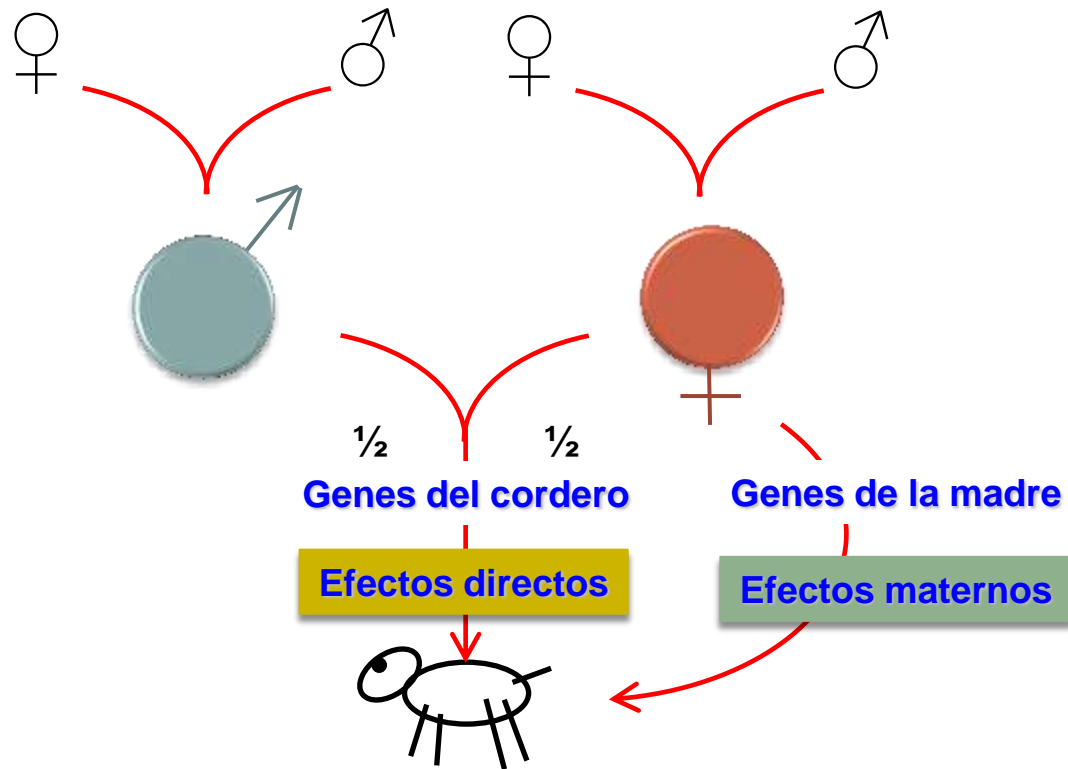 ½ ½
Genes del cordero
Genes de la madre
Efectos directos
Efectos maternos